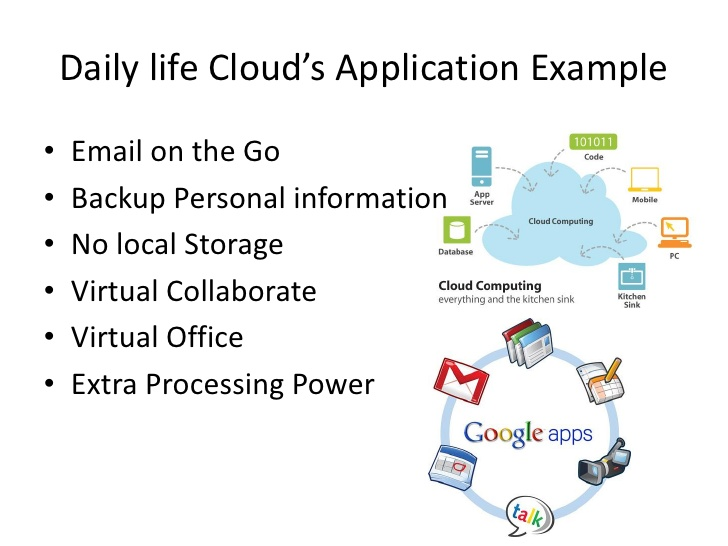 Daily life Cloud’s Application Example
• Email on the Go
• Backup Personal information
• No local Storage
• Virtual Collaborate
• Virtual Office
• Extra Processing Power
101011
Code
App
Server
Mobile
Cloud Computing
Database
PC
Kitchen
Sink
Cloud Computing
everything and the kitchen sink
Google apps
talk